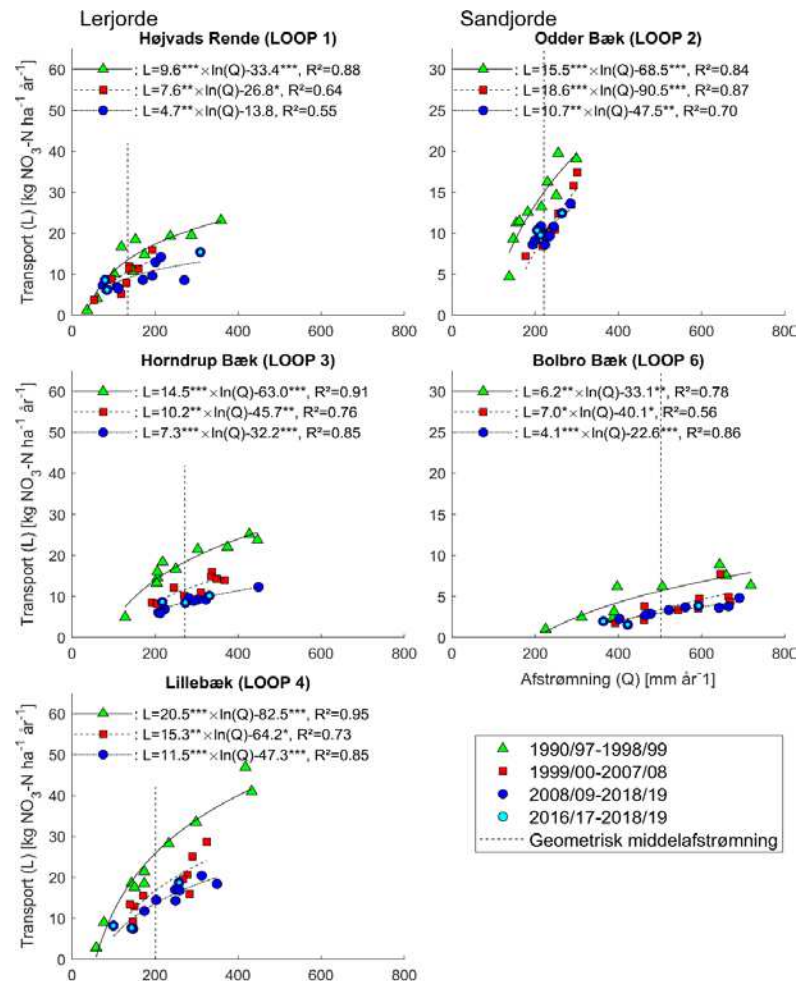 Lerjorde
Sandjorde
Højvads Rende (LOOP 1)
: L=9.6***×ln(Q)-33.4***, R²=0.88
: L=7.6**×ln(Q)-26.8*, R²=0.64
: L=4.7**×ln(Q)-13.8, R²=0.55
Transport (L) [kg NO₃-N ha⁻¹ år⁻¹]
60
50
40
30
20
10
0
0 200 400 600 800
Odder Bæk (LOOP 2)
: L=15.5***×ln(Q)-68.5***, R²=0.84
: L=18.6***×ln(Q)-90.5***, R²=0.87
: L=10.7**×ln(Q)-47.5**, R²=0.70
30
25
20
15
10
5
0
0 200 400 600 800
Horndrup Bæk (LOOP 3)
: L=14.5***×ln(Q)-63.0***, R²=0.91
: L=10.2**×ln(Q)-45.7**, R²=0.76
: L=7.3***×ln(Q)-32.2***, R²=0.85
Transport (L) [kg NO₃-N ha⁻¹ år⁻¹]
60
50
40
30
20
10
0
0 200 400 600 800
Bolbro Bæk (LOOP 6)
: L=6.2**×ln(Q)-33.1**, R²=0.78
: L=7.0*×ln(Q)-40.1*, R²=0.56
: L=4.1***×ln(Q)-22.6***, R²=0.86
30
25
20
15
10
5
0
0 200 400 600 800
Afstrømning (Q) [mm år⁻¹]
Lillebæk (LOOP 4)
: L=20.5***×ln(Q)-82.5***, R²=0.95
: L=15.3**×ln(Q)-64.2*, R²=0.73
: L=11.5***×ln(Q)-47.3***, R²=0.85
Transport (L) [kg NO₃-N ha⁻¹ år⁻¹]
60
50
40
30
20
10
0
0 200 400 600 800
1990/97-1998/99
1999/00-2007/08
2008/09-2018/19
2016/17-2018/19
Geometrisk middelafstrømning